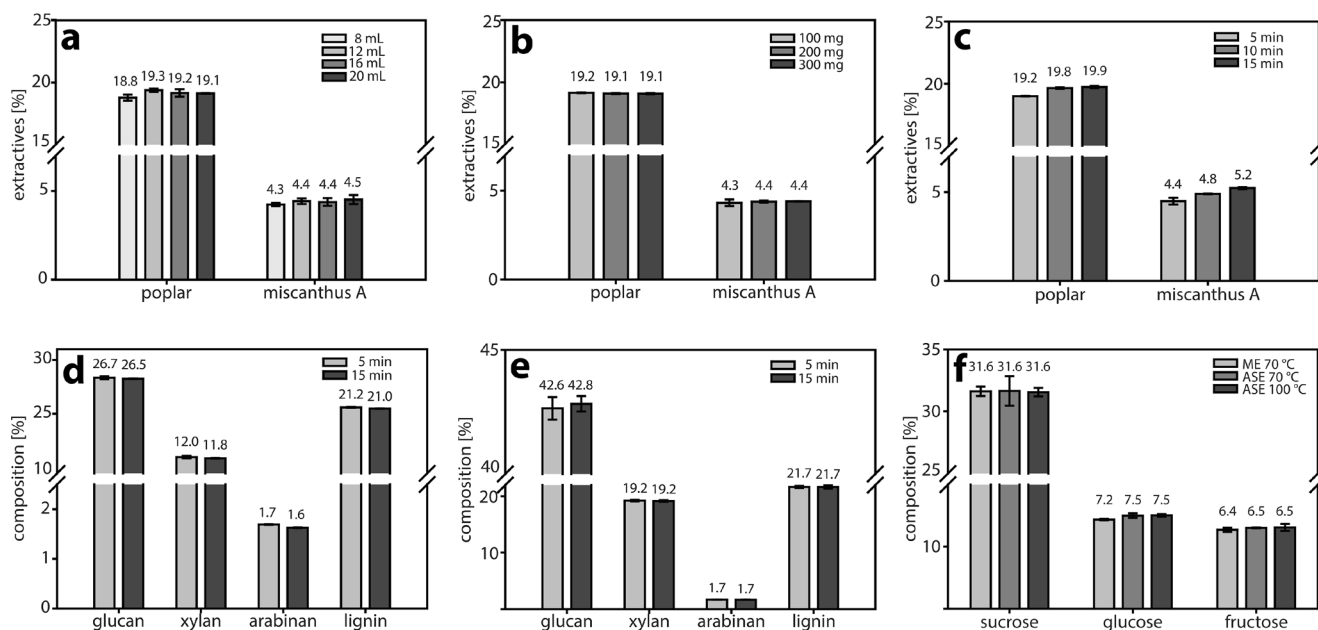 a
8 mL
12 mL
16 mL
20 mL
extractives [%]
25
20
15
5
0
18.8 19.3 19.2 19.1
4.3 4.4 4.4 4.5
poplar miscanthus A
b
100 mg
200 mg
300 mg
extractives [%]
25
20
15
5
0
19.2 19.1 19.1
4.3 4.4 4.4
poplar miscanthus A
c
5 min
10 min
15 min
extractives [%]
25
20
15
5
0
19.2 19.8 19.9
4.4 4.8 5.2
poplar miscanthus A
d
5 min
15 min
composition [%]
30
25
10
2
1
0
26.7 26.5
12.0 11.8
1.7 1.6
21.2 21.0
glucan xylan arabinan lignin
e
5 min
15 min
composition [%]
45
40
20
10
42.6 42.8
19.2 19.2
1.7 1.7
21.7 21.7
glucan xylan arabinan lignin
f
ME 70 °C
ASE 70 °C
ASE 100 °C
composition [%]
35
30
25
10
31.6 31.6 31.6
7.2 7.5 7.5
6.4 6.5 6.5
sucrose glucose fructose